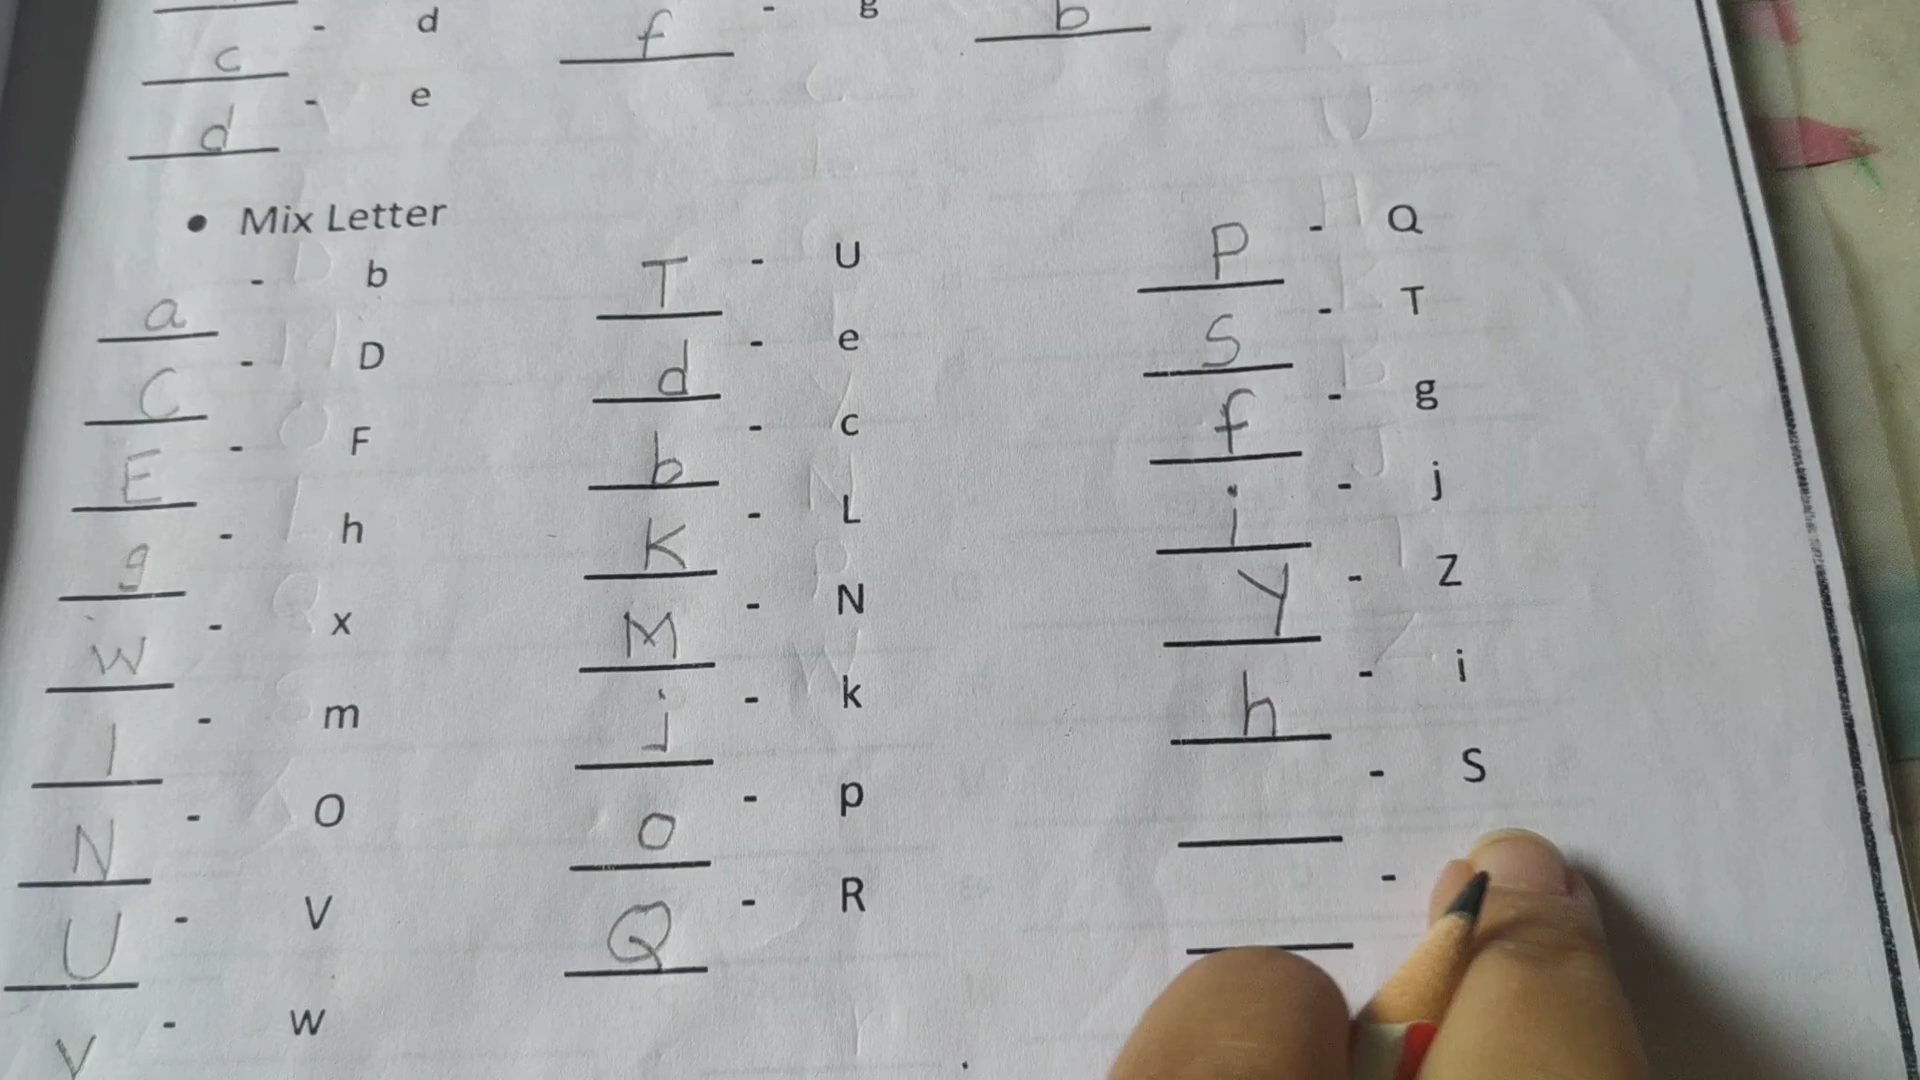 - d f - g b
c - e
d
• Mix Letter
a - b T - U P - Q
C - D d - e S - T
E - F b - c f - g
g - h K - L i - j
W - x M - N Y - Z
l - m j - k h - i
N - O o - p - S
U - V Q - R -
V - w